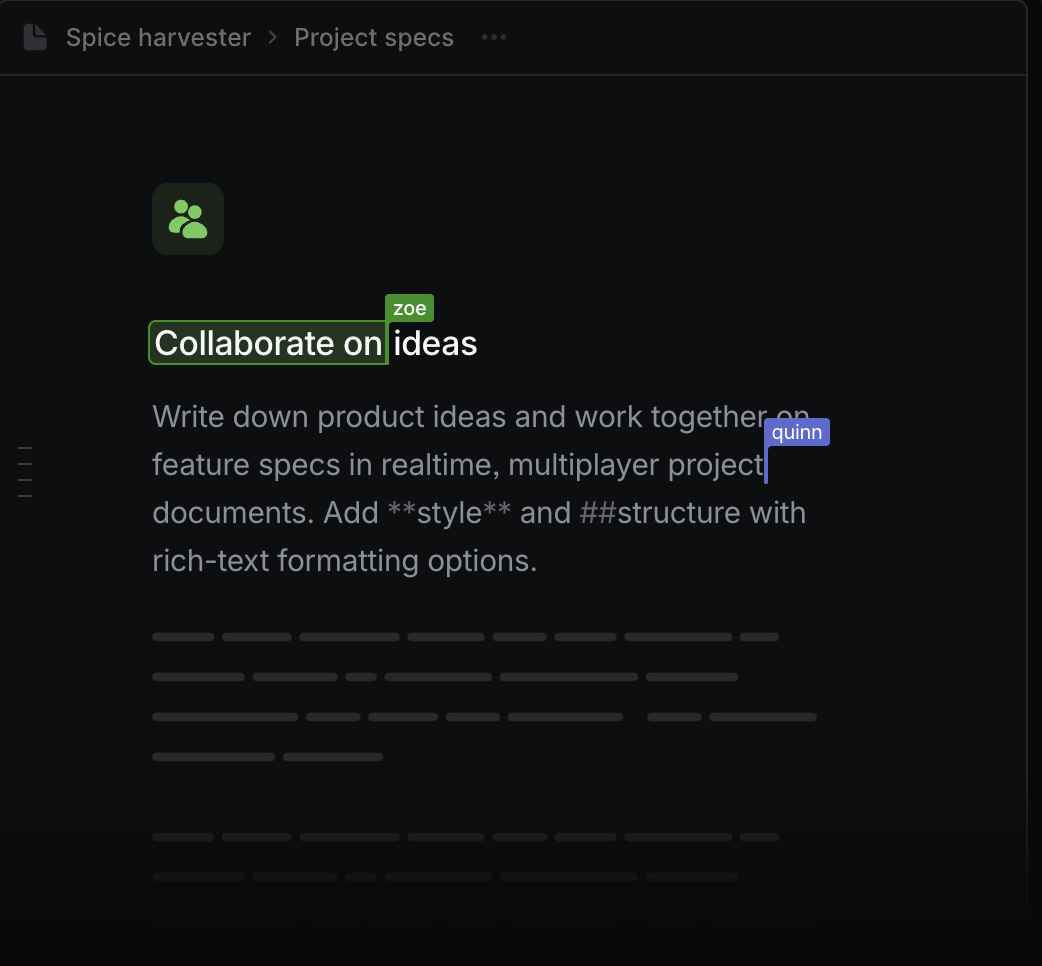 Spice harvester > Project specs ...
zoe
Collaborate on ideas
Write down product ideas and work together on
quinn
feature specs in realtime, multiplayer project
documents. Add **style** and ##structure with
rich-text formatting options.